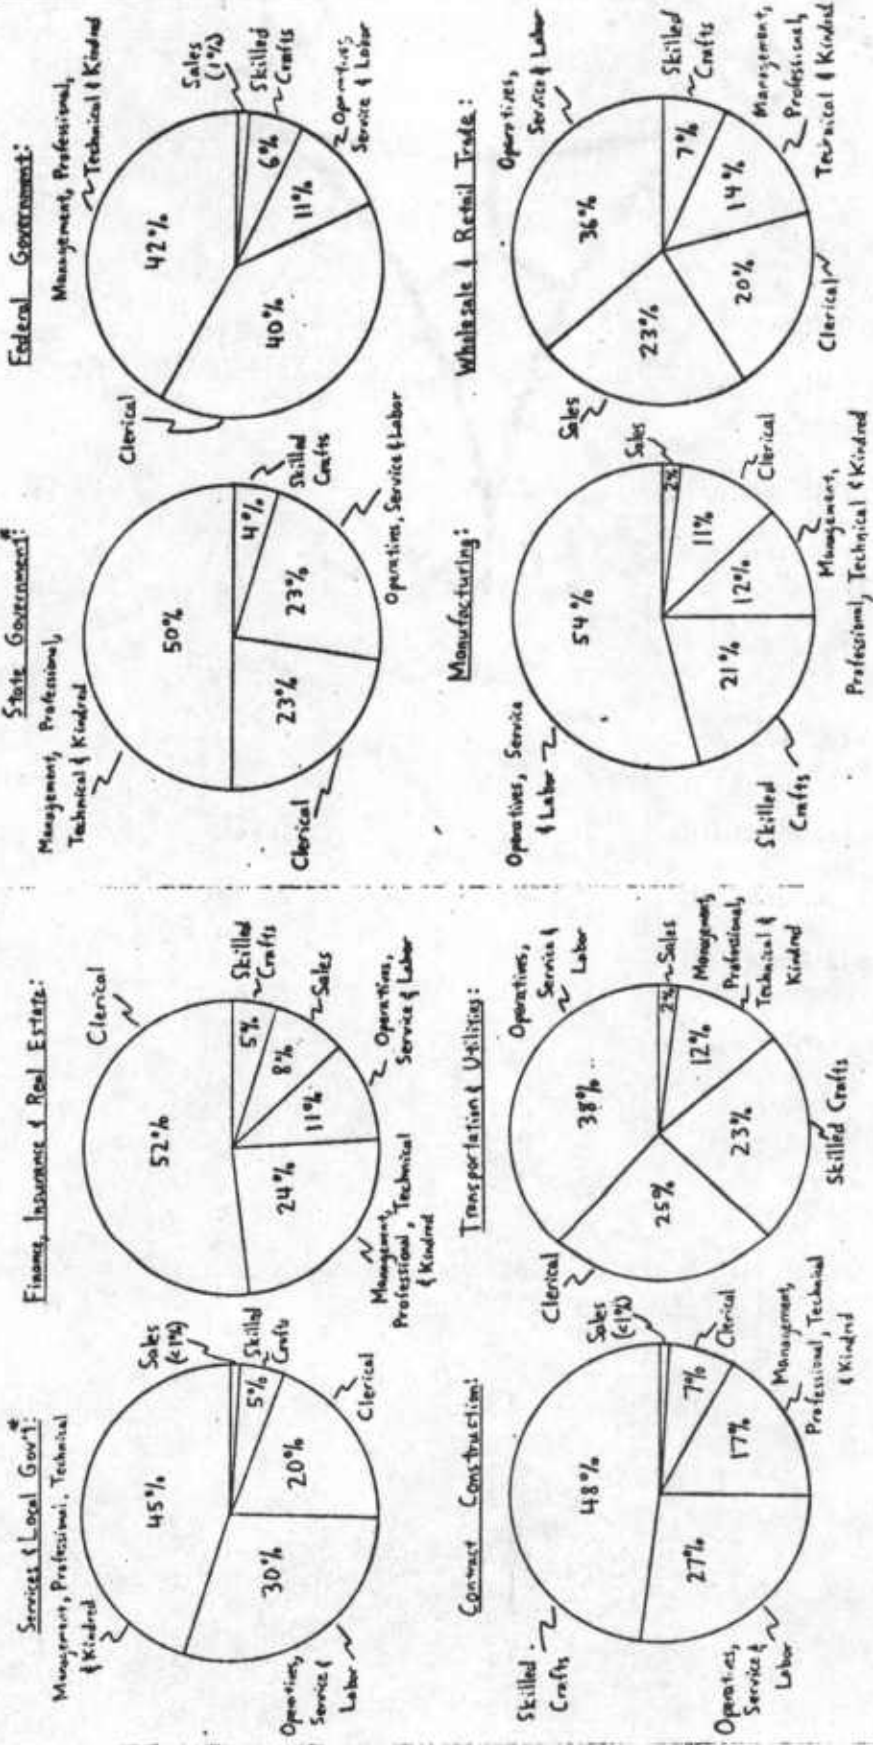 Services & Local Gov't:*
Management, Professional, Technical
& Kindred
45%
Sales
(<1%)
Skilled
Crafts
5%
20%
Clerical
30%
Operatives,
Service &
Labor
Finance, Insurance & Real Estate:
Clerical
52%
Skilled
Crafts
5%
8%
Sales
11%
Operatives,
Service & Labor
24%
Management,
Professional, Technical
& Kindred
State Government:*
Management, Professional,
Technical & Kindred
50%
4%
Skilled
Crafts
23%
Operatives, Service & Labor
23%
Clerical
Federal Government:
Management, Professional,
Technical & Kindred
42%
Sales
(1%)
Skilled
Crafts
6%
11%
Operatives,
Service & Labor
40%
Clerical
Contract Construction:
Skilled
Crafts
48%
Sales
(<1%)
7%
Clerical
17%
Management,
Professional, Technical
& Kindred
27%
Operatives,
Service &
Labor
Transportation & Utilities:
Operatives,
Service &
Labor
38%
2%
Sales
12%
Management,
Professional,
Technical &
Kindred
23%
Skilled Crafts
25%
Clerical
Manufacturing:
Operatives, Service
& Labor
54%
Sales
2%
11%
Clerical
12%
Management,
Professional, Technical & Kindred
21%
Skilled
Crafts
Wholesale & Retail Trade:
Operatives,
Service & Labor
36%
Skilled
Crafts
7%
14%
Management,
Professional,
Technical & Kindred
20%
Clerical
23%
Sales